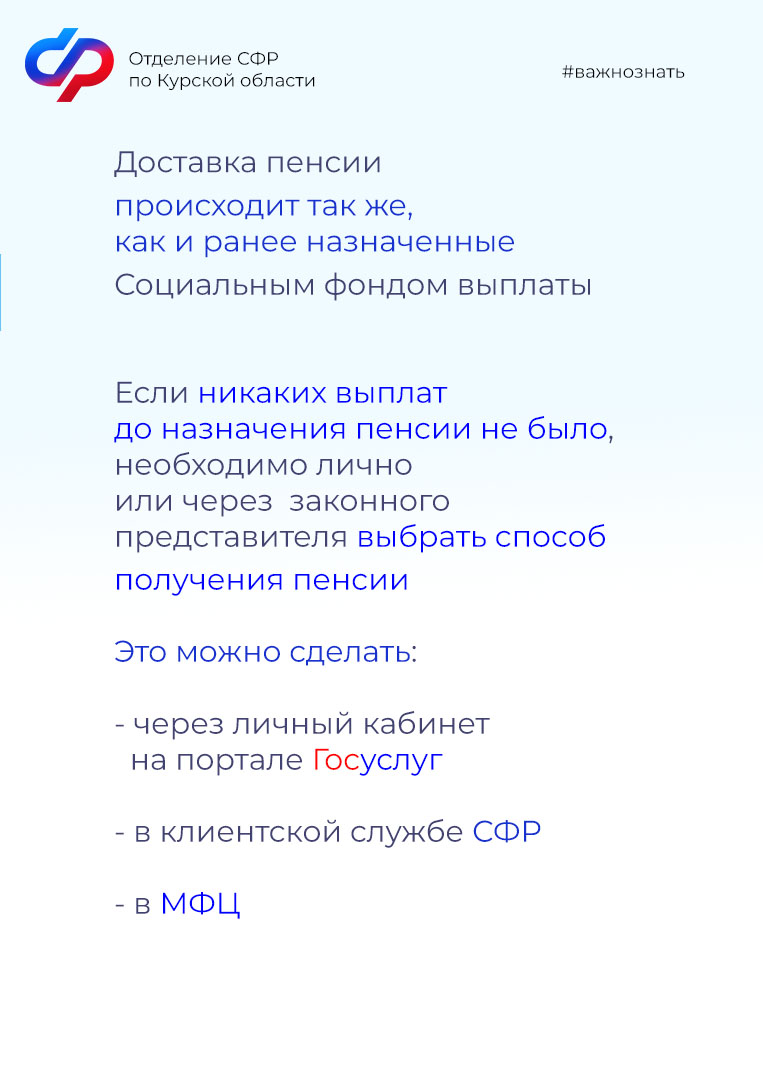 Отделение СФР
по Курской области
#важнознать
Доставка пенсии
происходит так же,
как и ранее назначенные
Социальным фондом выплаты
Если никаких выплат
до назначения пенсии не было,
необходимо лично
или через  законного
представителя выбрать способ
получения пенсии
Это можно сделать:
- через личный кабинет
на портале Госуслуг
- в клиентской службе СФР
- в МФЦ